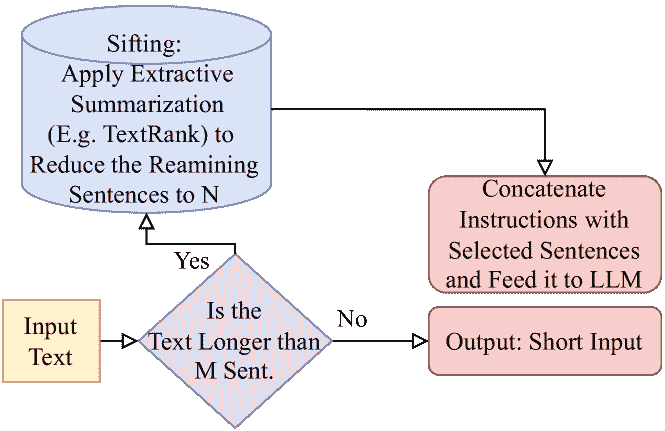 Sifting:
Apply Extractive
Summarization
(E.g. TextRank) to
Reduce the Reamining
Sentences to N
Concatenate
Instructions with
Selected Sentences
and Feed it to LLM
Yes
Input
Text
Is the
Text Longer than
M Sent.
No
Output: Short Input